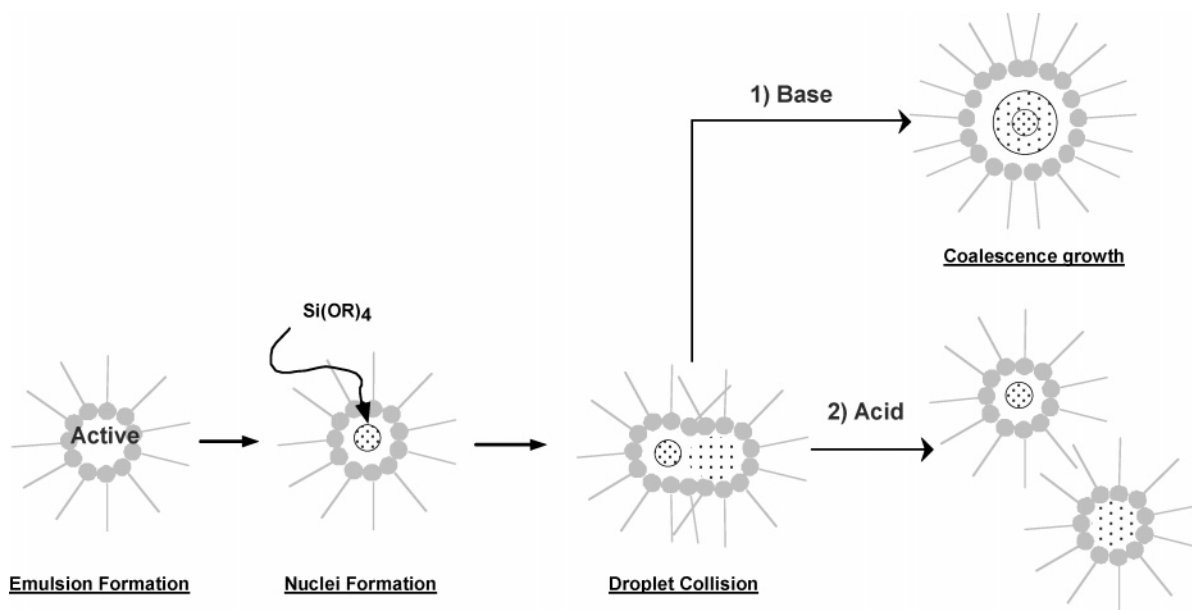 1) Base
Coalescence growth
Si(OR)4
Active
2) Acid
Emulsion Formation
Nuclei Formation
Droplet Collision